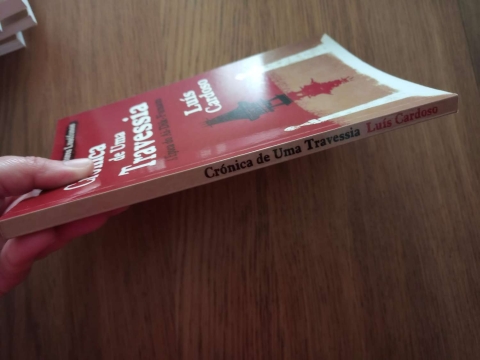 Crónica
de Uma
Travessia
Luís
Cardoso
Crónica de Uma Travessia Luís Cardoso